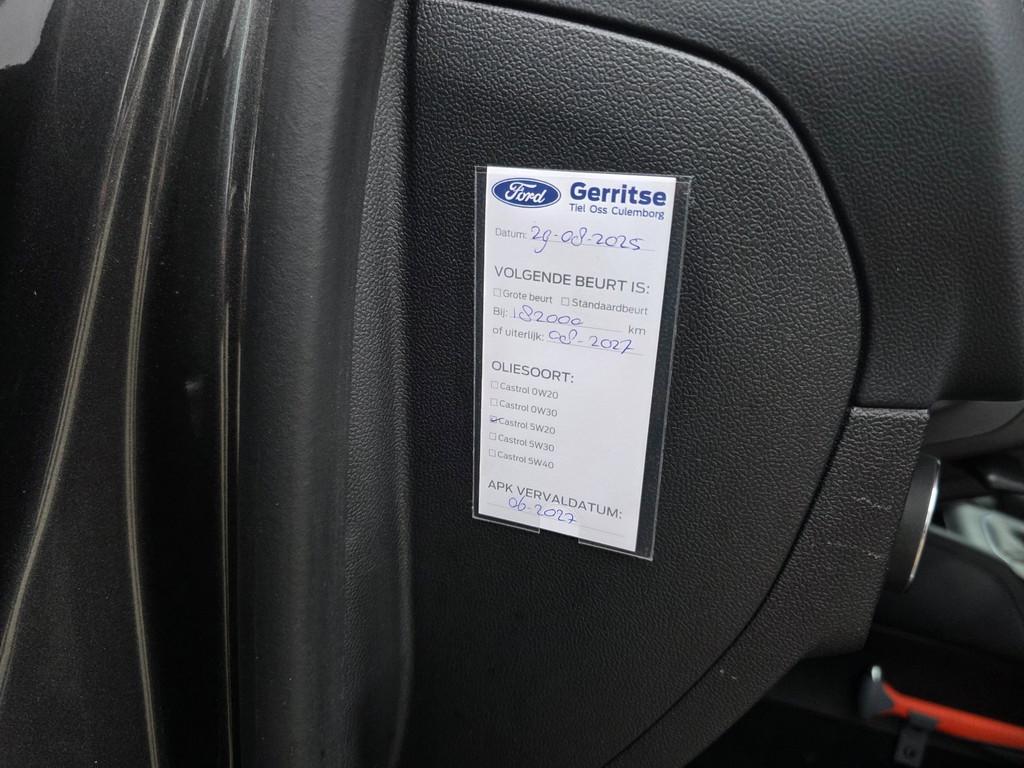 Ford Gerritse
Tiel Oss Culemborg
Datum: 29-08-2025
VOLGENDE BEURT IS:
☐ Grote beurt ☐ Standaardbeurt
Bij: 182000 km
of uiterlijk: 08-2027
OLIESOORT:
☐ Castrol 0W20
☐ Castrol 0W30
☑ Castrol 5W20
☐ Castrol 5W30
☐ Castrol 5W40
APK VERVALDATUM:
06-2027